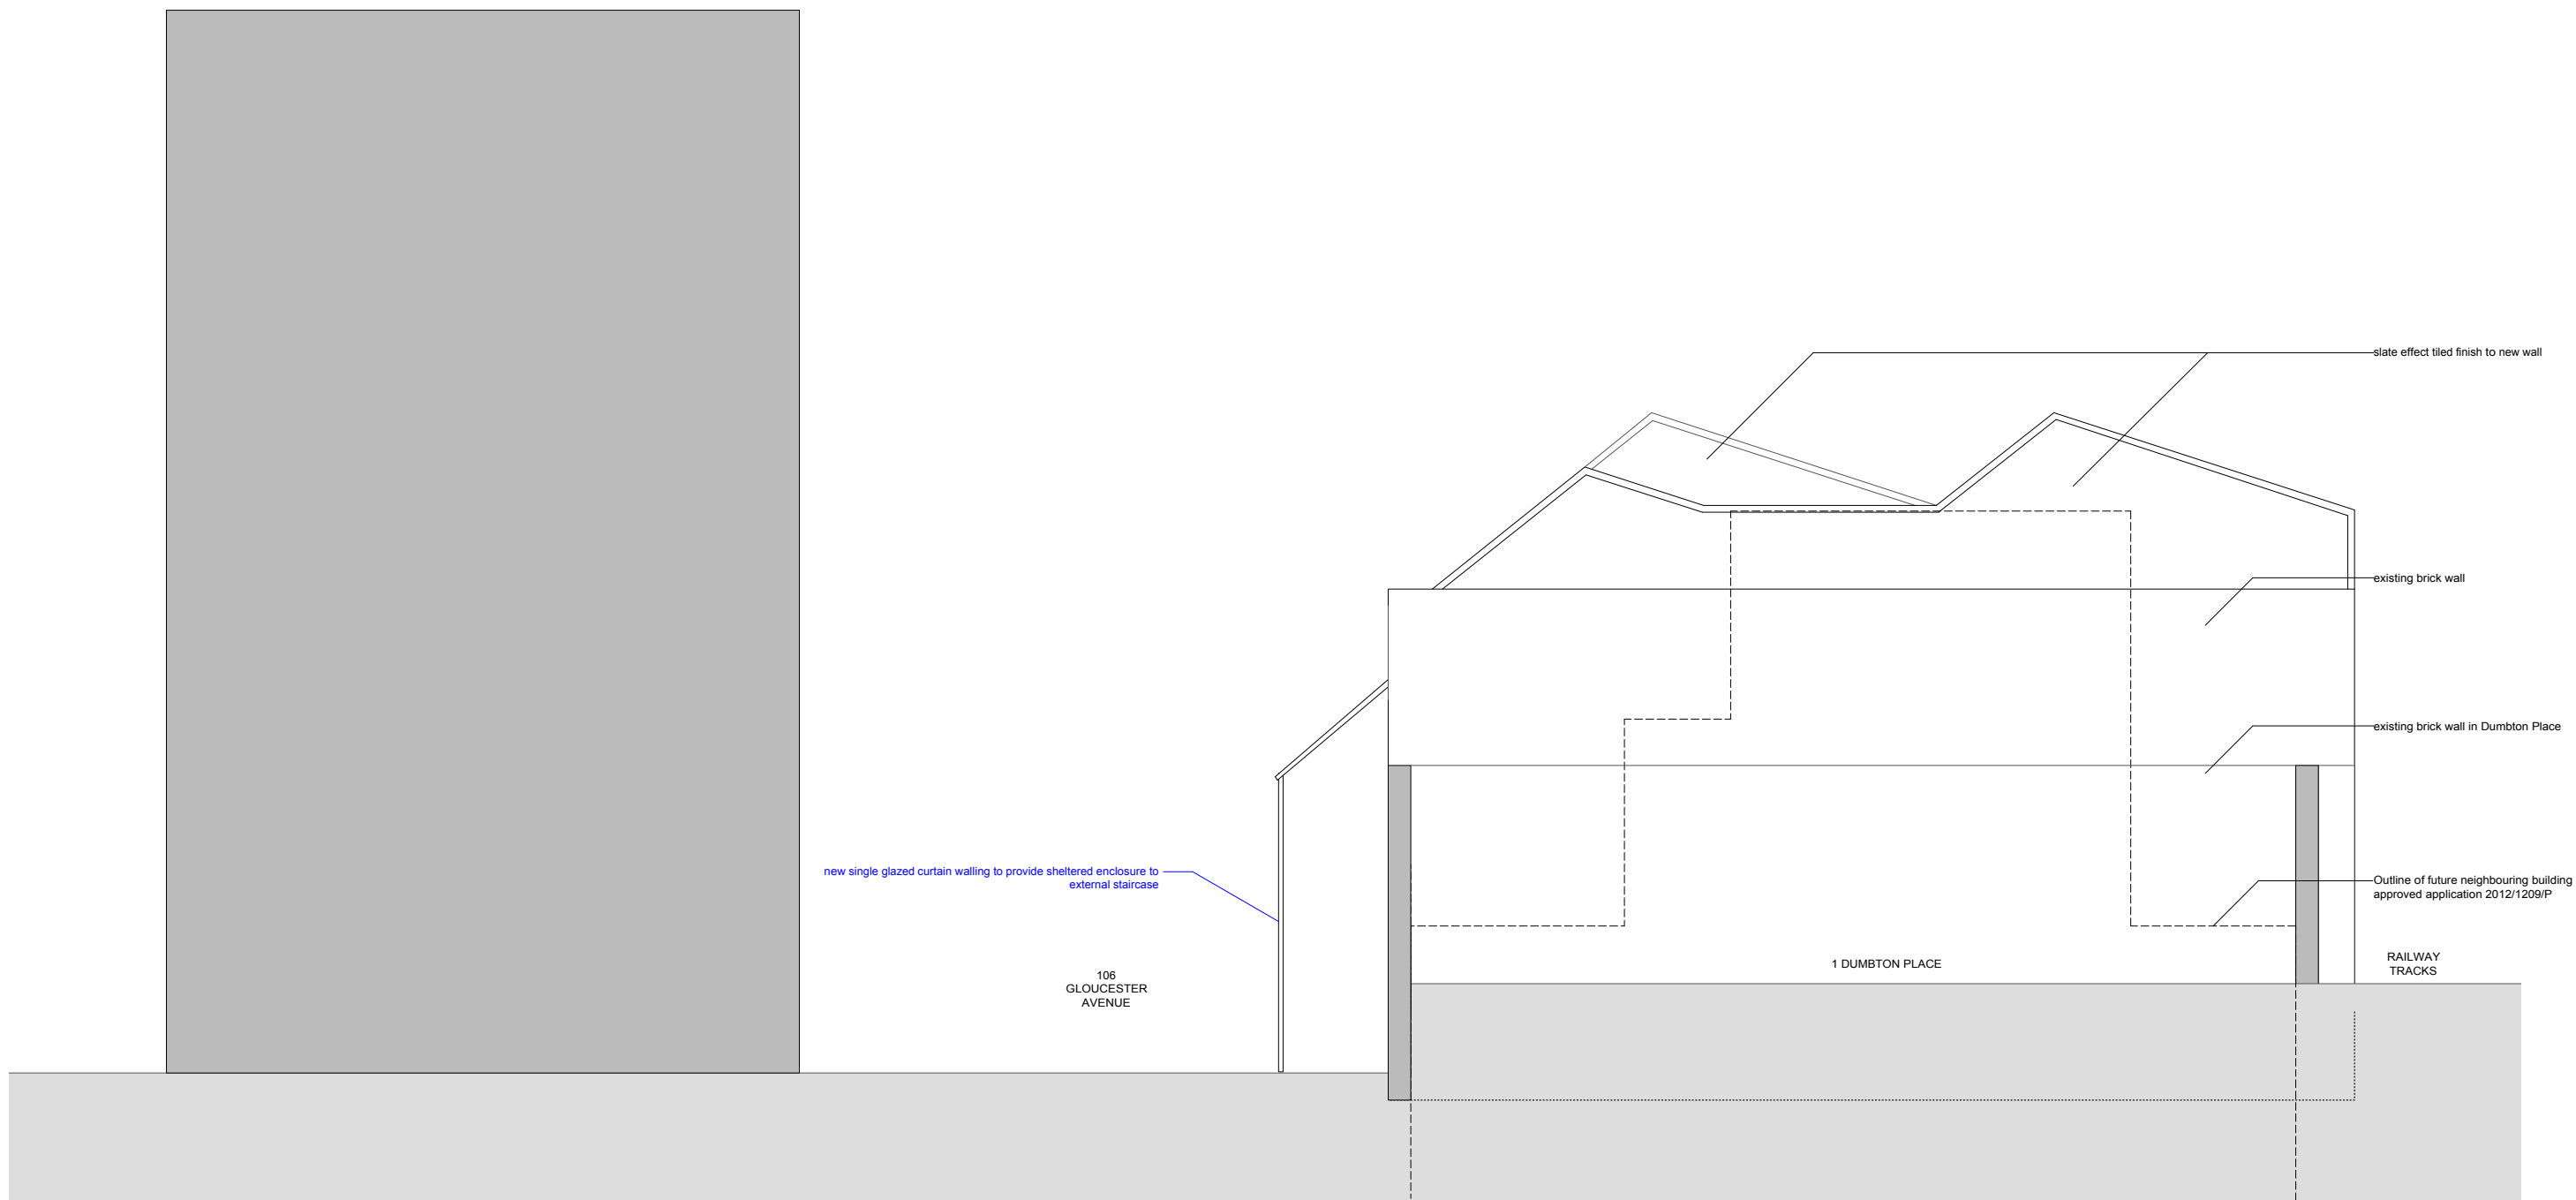 slate effect tiled finish to new wall
existing brick wall
existing brick wall in Dumbton Place
new single glazed curtain walling to provide sheltered enclosure to
external staircase
Outline of future neighbouring building
approved application 2012/1209/P
106
GLOUCESTER
AVENUE
1 DUMBTON PLACE
RAILWAY
TRACKS